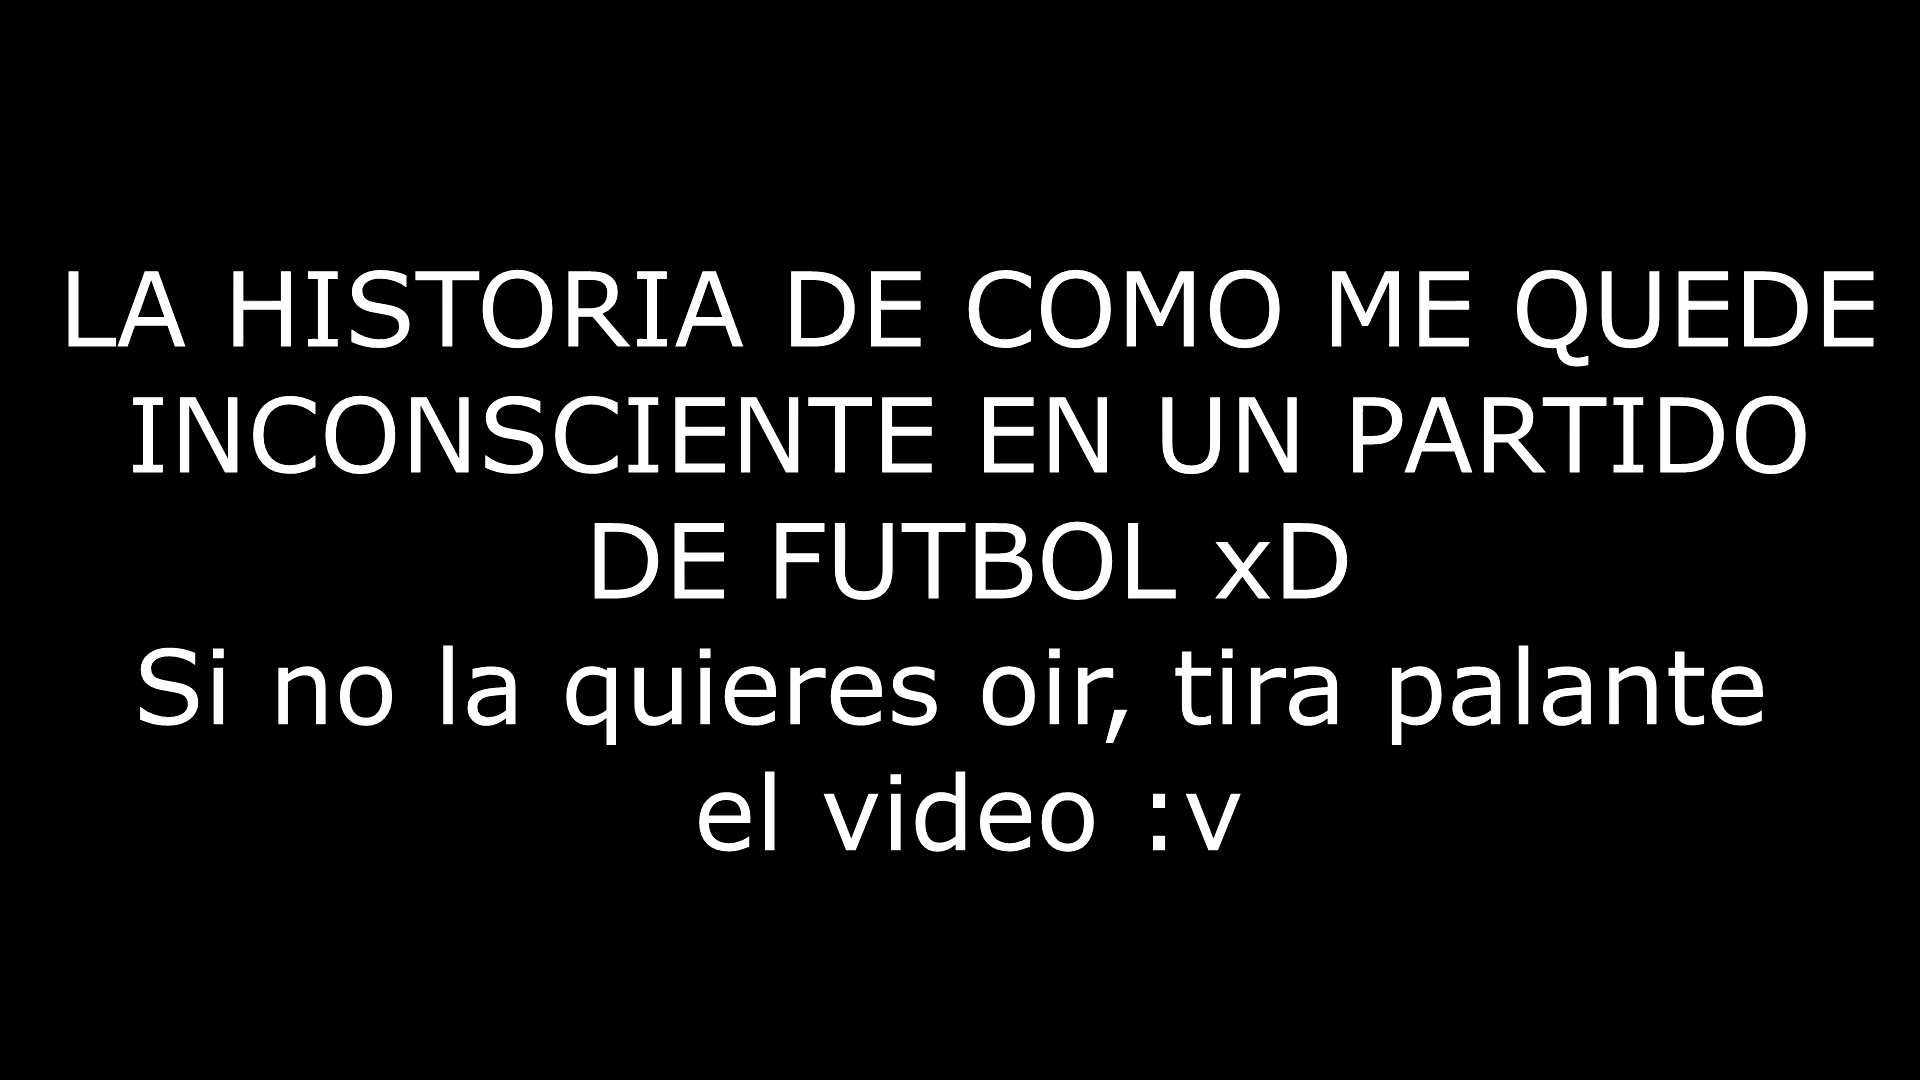 LA HISTORIA DE COMO ME QUEDE
INCONSCIENTE EN UN PARTIDO
DE FUTBOL xD
Si no la quieres oir, tira palante
el video :v